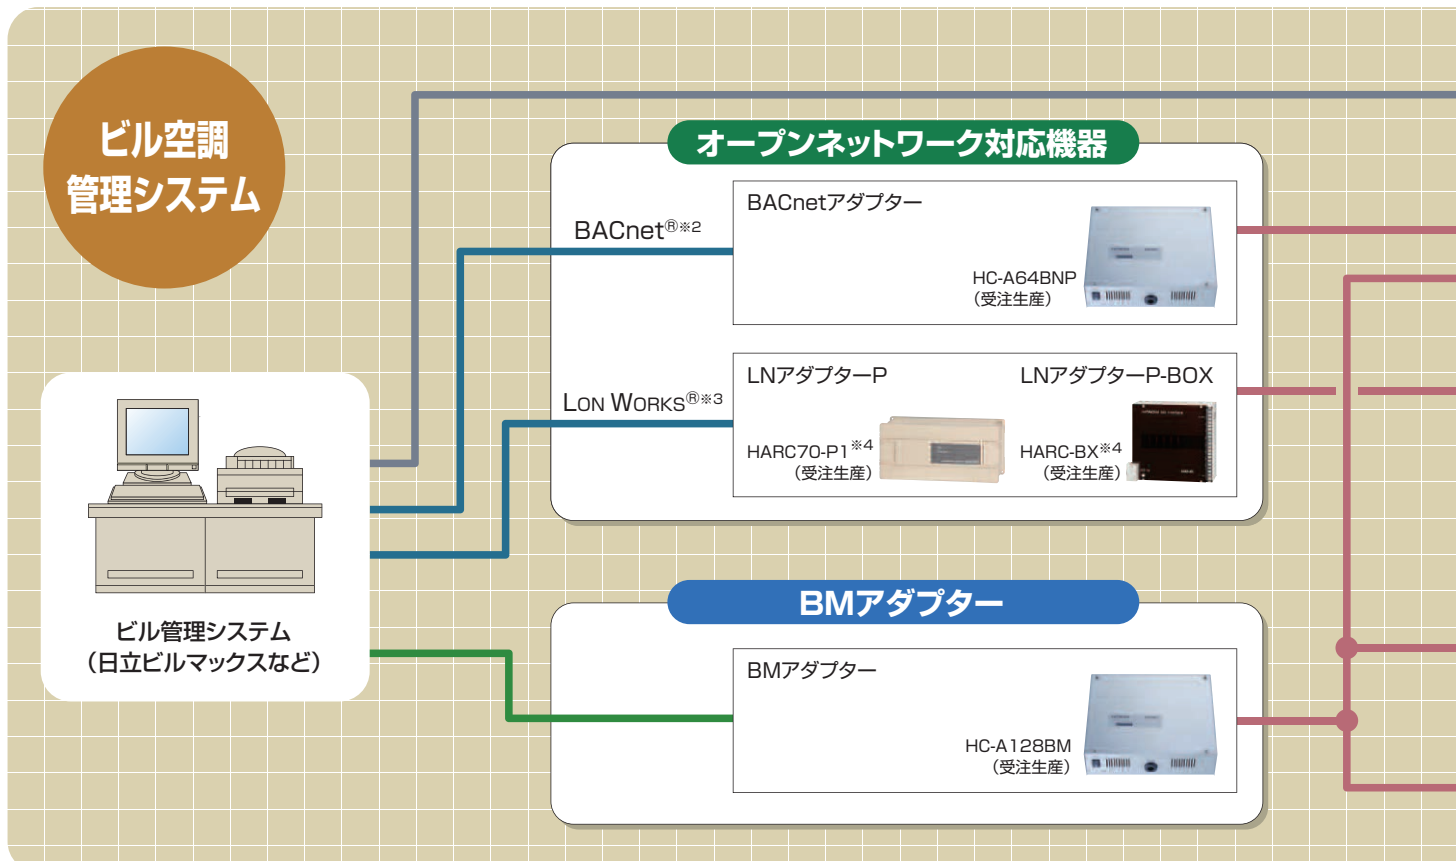 ビル空調
管理システム
オープンネットワーク対応機器
BACnet®※2
BACnetアダプター
HC-A64BNP
（受注生産）
LON WORKS®※3
LNアダプターP
LNアダプターP-BOX
HARC70-P1※4
（受注生産）
HARC-BX※4
（受注生産）
ビル管理システム
（日立ビルマックスなど）
BMアダプター
BMアダプター
HC-A128BM
（受注生産）